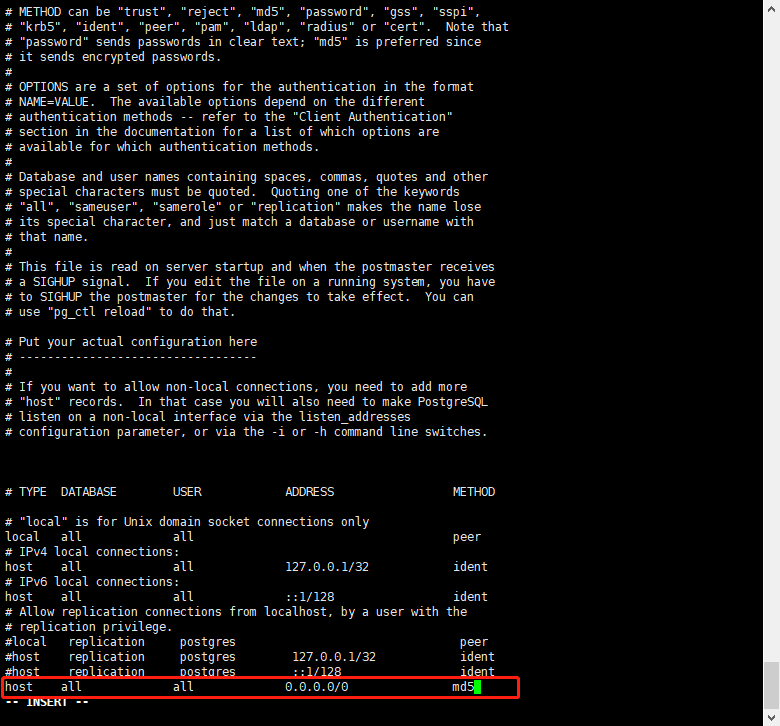 # METHOD can be "trust", "reject", "md5", "password", "gss", "sspi",
# "krb5", "ident", "peer", "pam", "ldap", "radius" or "cert".  Note that
# "password" sends passwords in clear text; "md5" is preferred since
# it sends encrypted passwords.
#
# OPTIONS are a set of options for the authentication in the format
# NAME=VALUE.  The available options depend on the different
# authentication methods -- refer to the "Client Authentication"
# section in the documentation for a list of which options are
# available for which authentication methods.
#
# Database and user names containing spaces, commas, quotes and other
# special characters must be quoted.  Quoting one of the keywords
# "all", "sameuser", "samerole" or "replication" makes the name lose
# its special character, and just match a database or username with
# that name.
#
# This file is read on server startup and when the postmaster receives
# a SIGHUP signal.  If you edit the file on a running system, you have
# to SIGHUP the postmaster for the changes to take effect.  You can
# use "pg_ctl reload" to do that.

# Put your actual configuration here
# ----------------------------------
#
# If you want to allow non-local connections, you need to add more
# "host" records.  In that case you will also need to make PostgreSQL
# listen on a non-local interface via the listen_addresses
# configuration parameter, or via the -i or -h command line switches.

# TYPE  DATABASE        USER            ADDRESS                 METHOD

# "local" is for Unix domain socket connections only
local   all             all                                     peer
# IPv4 local connections:
host    all             all             127.0.0.1/32            ident
# IPv6 local connections:
host    all             all             ::1/128                 ident
# Allow replication connections from localhost, by a user with the
# replication privilege.
#local   replication     postgres                                peer
#host    replication     postgres        127.0.0.1/32            ident
#host    replication     postgres        ::1/128                 ident
host    all             all             0.0.0.0/0               md5
-- INSERT --